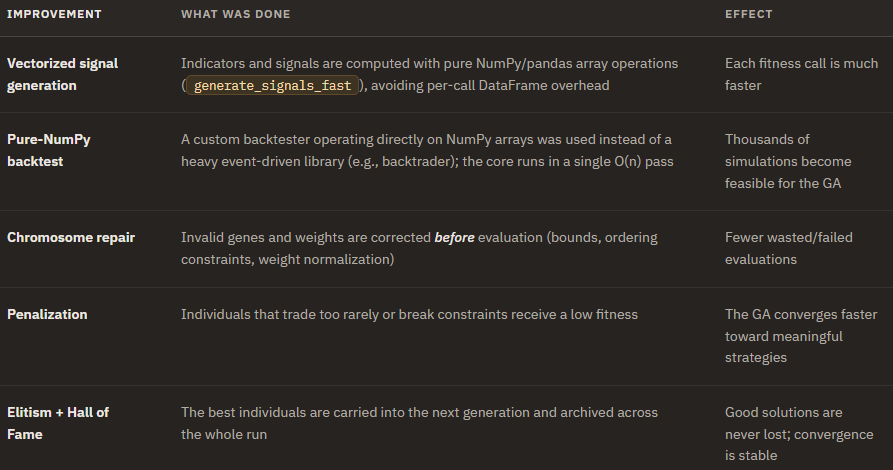 IMPROVEMENT WHAT WAS DONE EFFECT
Vectorized signal generation
Indicators and signals are computed with pure NumPy/pandas array operations
(generate_signals_fast), avoiding per-call DataFrame overhead
Each fitness call is much
faster
Pure-NumPy
backtest
A custom backtester operating directly on NumPy arrays was used instead of a
heavy event-driven library (e.g., backtrader); the core runs in a single O(n) pass
Thousands of
simulations become
feasible for the GA
Chromosome repair
Invalid genes and weights are corrected before evaluation (bounds, ordering
constraints, weight normalization)
Fewer wasted/failed
evaluations
Penalization
Individuals that trade too rarely or break constraints receive a low fitness
The GA converges faster
toward meaningful
strategies
Elitism + Hall of
Fame
The best individuals are carried into the next generation and archived across
the whole run
Good solutions are
never lost; convergence
is stable